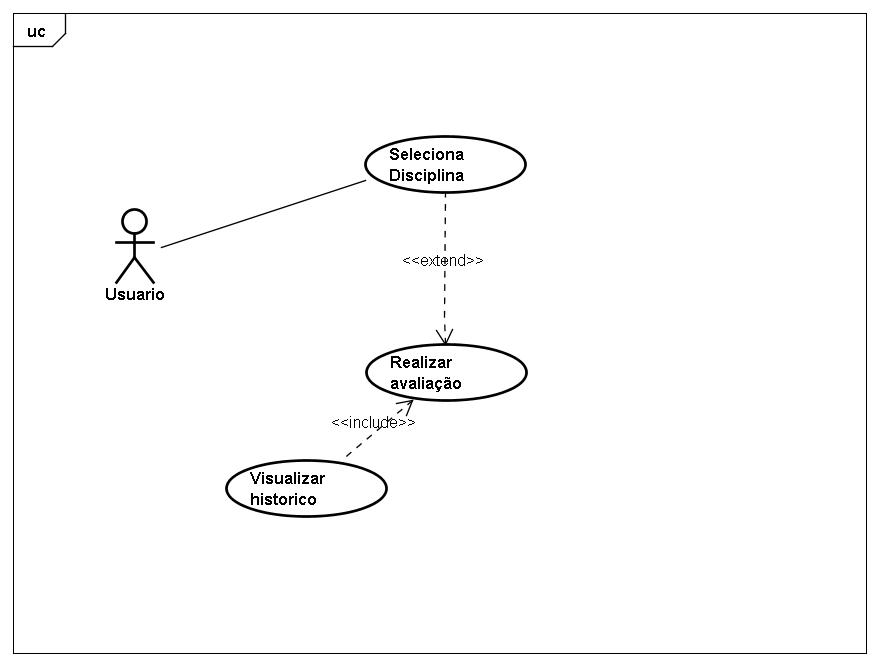 uc
Seleciona
Disciplina
<<extend>>
Usuario
Realizar
avaliação
<<include>>
Visualizar
historico